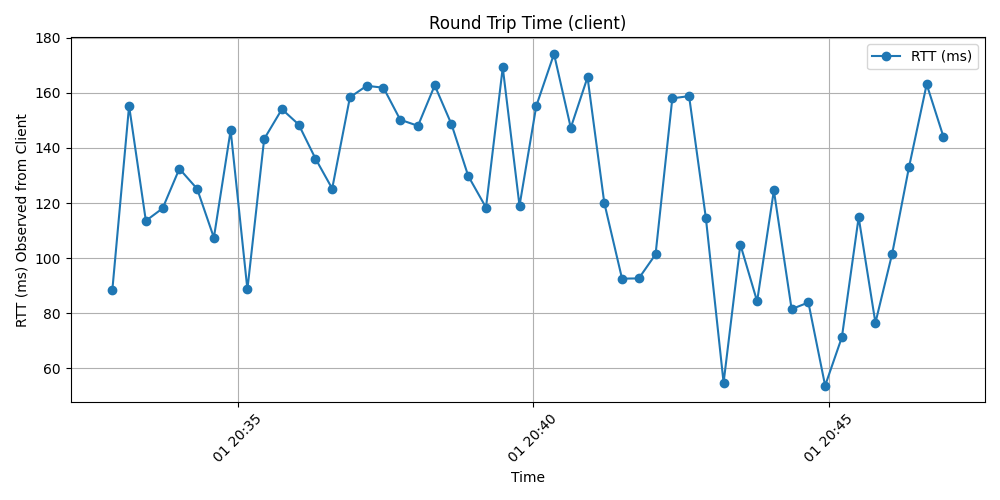 Round Trip Time (client)
RTT (ms)
RTT (ms) Observed from Client
180
160
140
120
100
80
60
01 20:35
01 20:40
01 20:45
Time